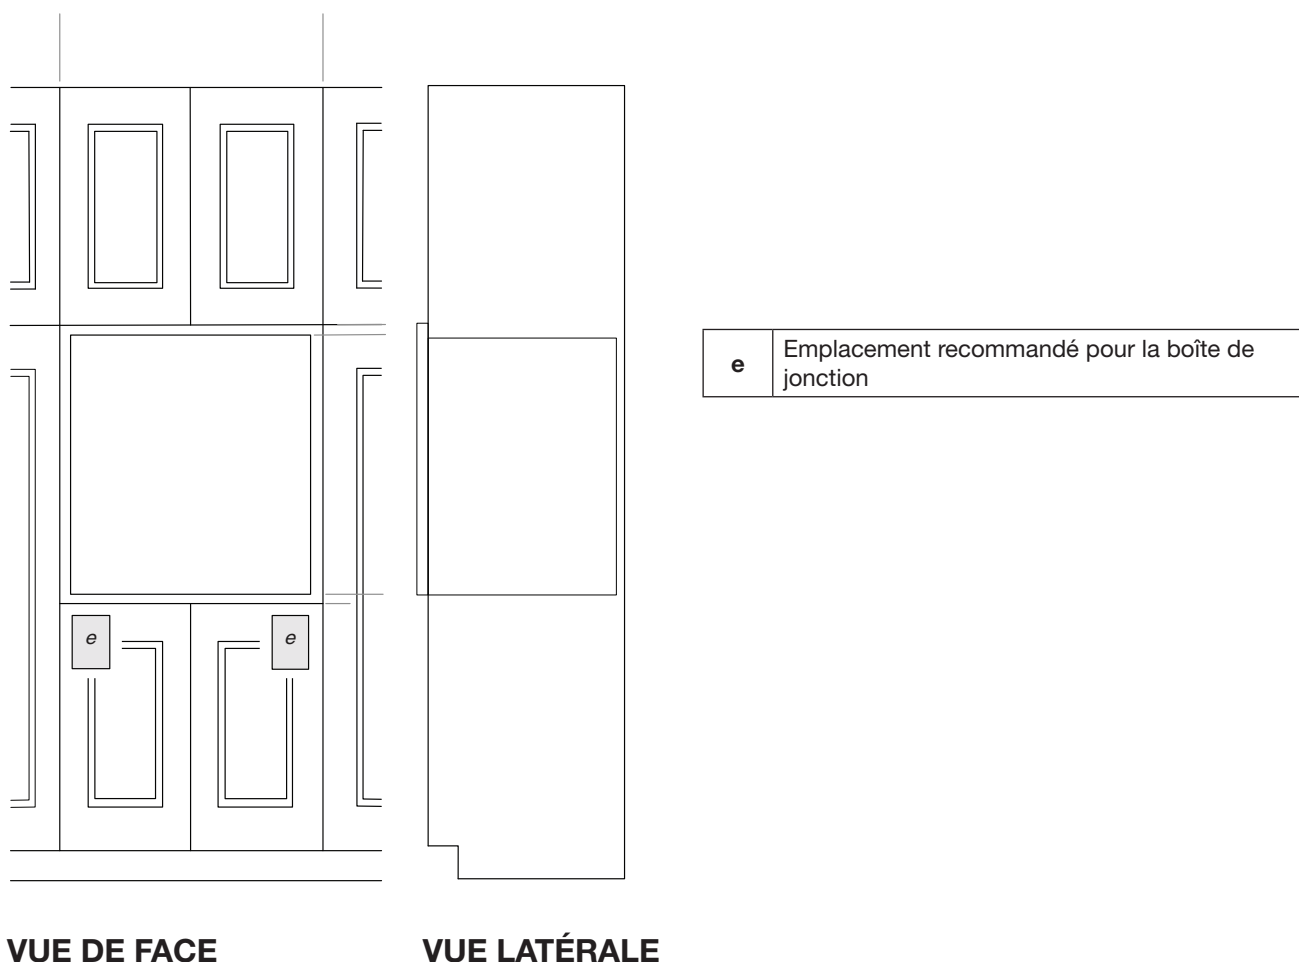 e
Emplacement recommandé pour la boîte de
jonction
e
e
VUE DE FACE
VUE LATÉRALE